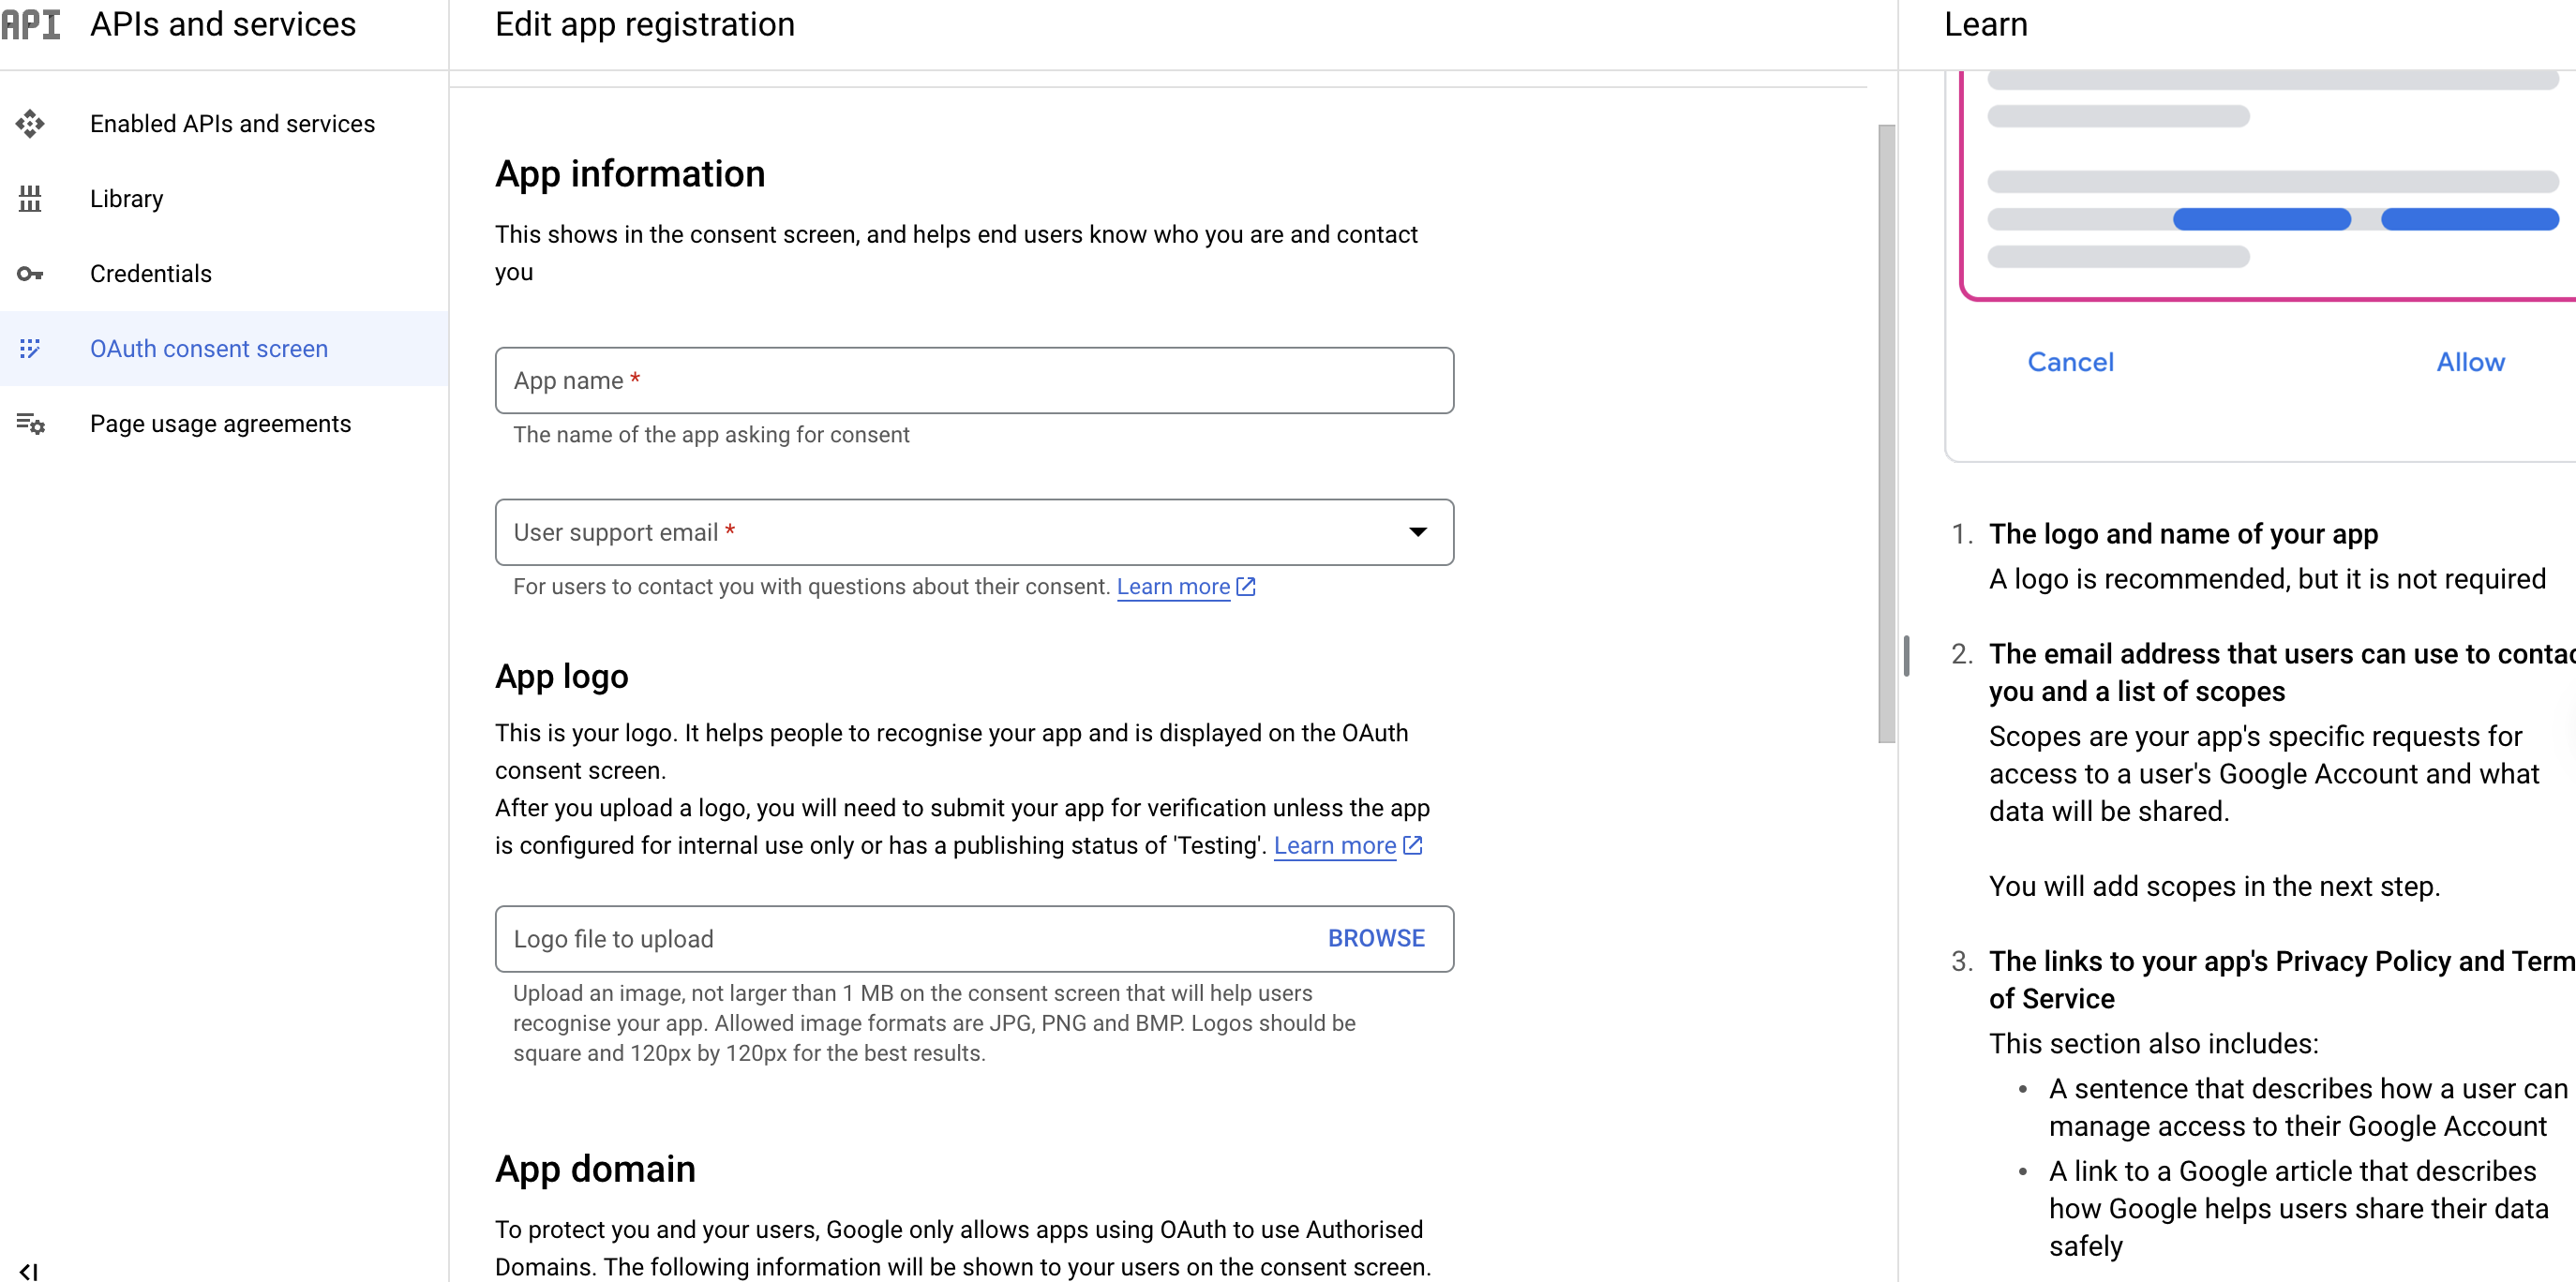 API APIs and services
Enabled APIs and services
Library
Credentials
OAuth consent screen
Page usage agreements
Edit app registration
App information
This shows in the consent screen, and helps end users know who you are and contact
you
App name *
The name of the app asking for consent
User support email *
For users to contact you with questions about their consent. Learn more
App logo
This is your logo. It helps people to recognise your app and is displayed on the OAuth
consent screen.
After you upload a logo, you will need to submit your app for verification unless the app
is configured for internal use only or has a publishing status of 'Testing'. Learn more
Logo file to upload BROWSE
Upload an image, not larger than 1 MB on the consent screen that will help users
recognise your app. Allowed image formats are JPG, PNG and BMP. Logos should be
square and 120px by 120px for the best results.
App domain
To protect you and your users, Google only allows apps using OAuth to use Authorised
Domains. The following information will be shown to your users on the consent screen.
Learn
Cancel Allow
1. The logo and name of your app
A logo is recommended, but it is not required
2. The email address that users can use to contac
you and a list of scopes
Scopes are your app's specific requests for
access to a user's Google Account and what
data will be shared.
You will add scopes in the next step.
3. The links to your app's Privacy Policy and Term
of Service
This section also includes:
• A sentence that describes how a user can
manage access to their Google Account
• A link to a Google article that describes
how Google helps users share their data
safely